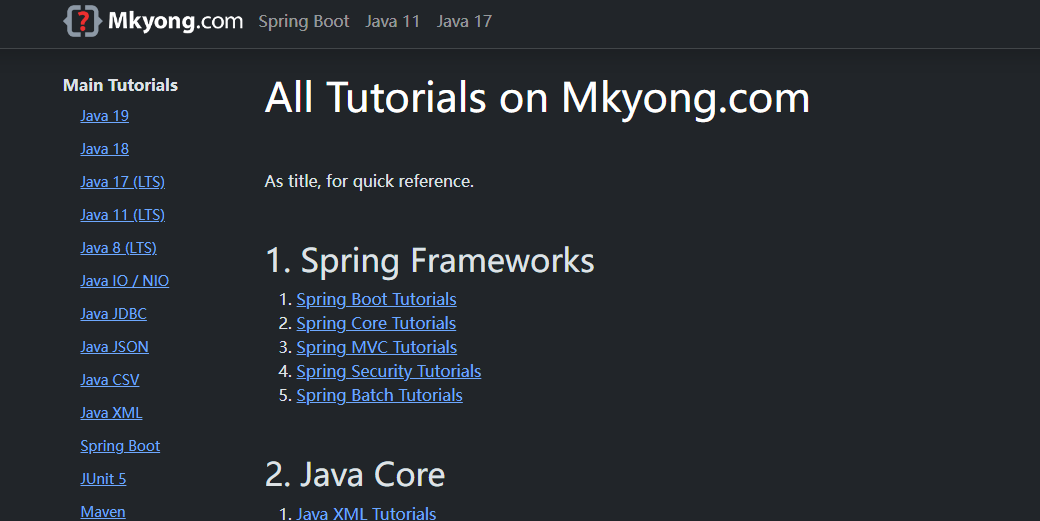 Mkyong.com Spring Boot Java 11 Java 17
Main Tutorials
Java 19
Java 18
Java 17 (LTS)
Java 11 (LTS)
Java 8 (LTS)
Java IO / NIO
Java JDBC
Java JSON
Java CSV
Java XML
Spring Boot
JUnit 5
Maven
All Tutorials on Mkyong.com
As title, for quick reference.
1. Spring Frameworks
1. Spring Boot Tutorials
2. Spring Core Tutorials
3. Spring MVC Tutorials
4. Spring Security Tutorials
5. Spring Batch Tutorials
2. Java Core
1. Java XML Tutorials